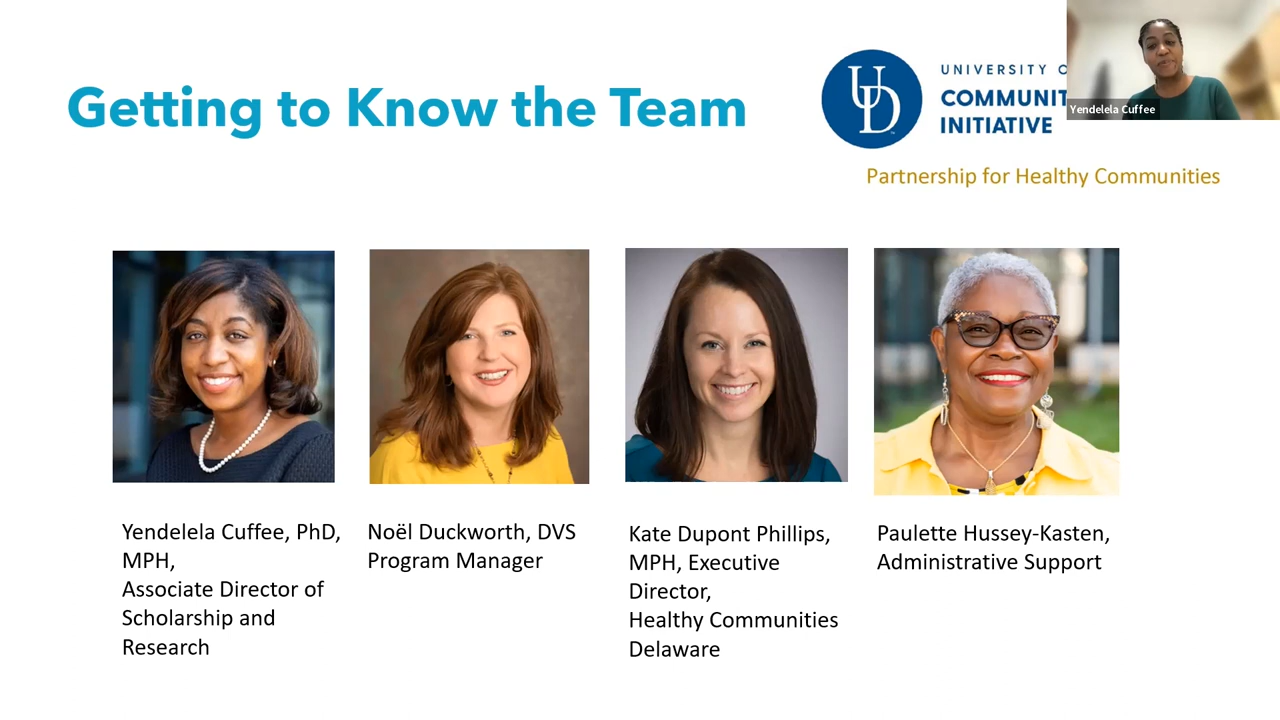 Getting to Know the Team
UD
UNIVERSITY
COMMUNIT
INITIATIVE
Yendelela Cuffee
Partnership for Healthy Communities
Yendelela Cuffee, PhD,
MPH,
Associate Director of
Scholarship and
Research
Noël Duckworth, DVS
Program Manager
Kate Dupont Phillips,
MPH, Executive
Director,
Healthy Communities
Delaware
Paulette Hussey-Kasten,
Administrative Support